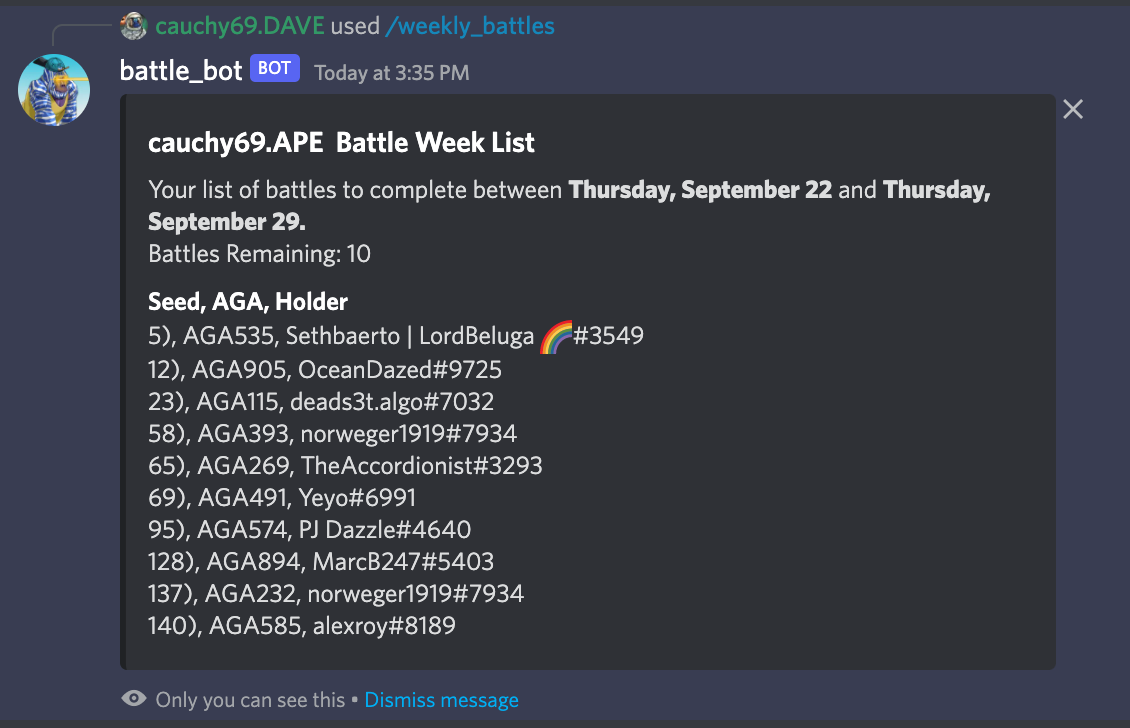 cauchy69.DAVE used /weekly_battles
battle_bot BOT Today at 3:35 PM
cauchy69.APE Battle Week List
Your list of battles to complete between Thursday, September 22 and Thursday,
September 29.
Battles Remaining: 10
Seed, AGA, Holder
5), AGA535, Sethbaerto | LordBeluga 🌈#3549
12), AGA905, OceanDazed#9725
23), AGA115, deads3t.algo#7032
58), AGA393, norweger1919#7934
65), AGA269, TheAccordionist#3293
69), AGA491, Yeyo#6991
95), AGA574, PJ Dazzle#4640
128), AGA894, MarcB247#5403
137), AGA232, norweger1919#7934
140), AGA585, alexroy#8189
Only you can see this • Dismiss message